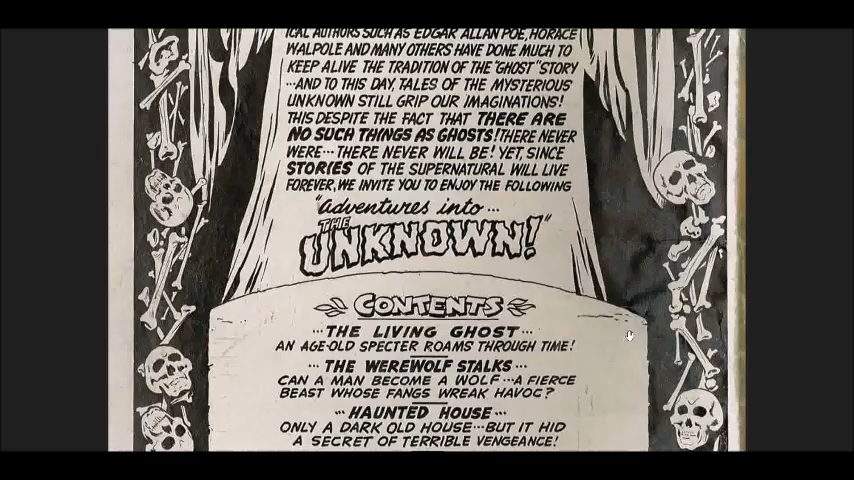 ICAL AUTHORS SUCH AS EDGAR ALLAN POE, HORACE
WALPOLE AND MANY OTHERS HAVE DONE MUCH TO
KEEP ALIVE THE TRADITION OF THE "GHOST" STORY
...AND TO THIS DAY, TALES OF THE MYSTERIOUS
UNKNOWN STILL GRIP OUR IMAGINATIONS!
THIS DESPITE THE FACT THAT THERE ARE
NO SUCH THINGS AS GHOSTS! THERE NEVER
WERE... THERE NEVER WILL BE! YET, SINCE
STORIES OF THE SUPERNATURAL WILL LIVE
FOREVER, WE INVITE YOU TO ENJOY THE FOLLOWING
"Adventures into...
THE
UNKNOWN!"
CONTENTS
...THE LIVING GHOST...
AN AGE-OLD SPECTER ROAMS THROUGH TIME!
...THE WEREWOLF STALKS...
CAN A MAN BECOME A WOLF...A FIERCE
BEAST WHOSE FANGS WREAK HAVOC?
...HAUNTED HOUSE...
ONLY A DARK OLD HOUSE...BUT IT HID
A SECRET OF TERRIBLE VENGEANCE!